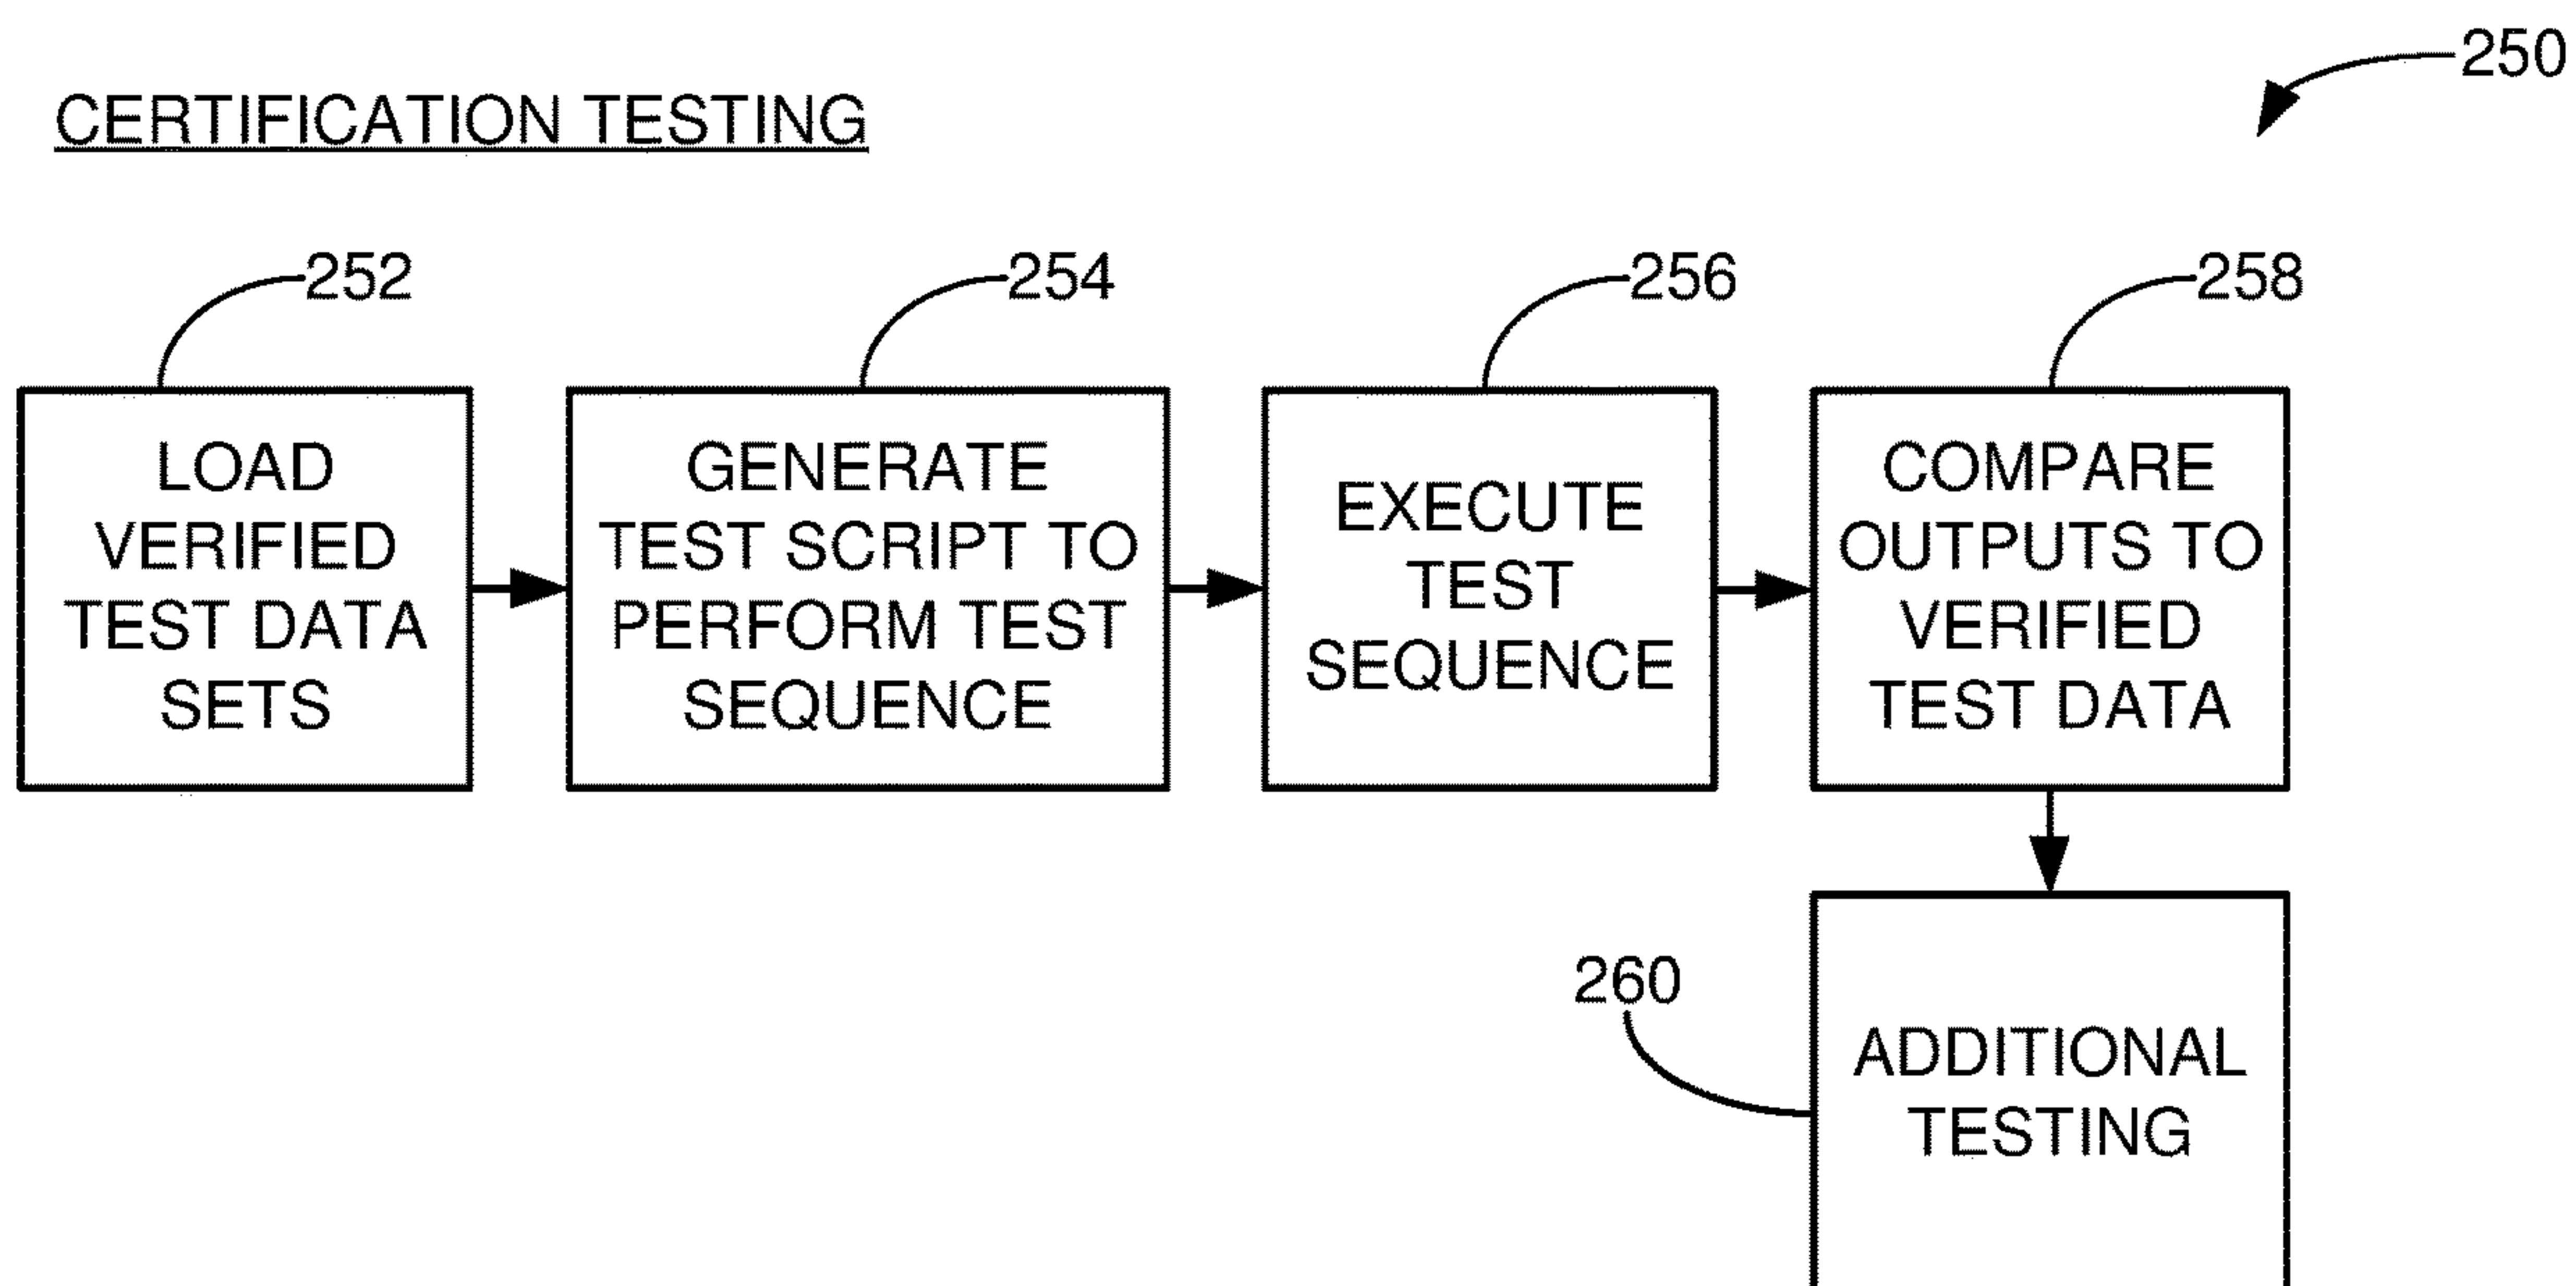 250
CERTIFICATION TESTING
252
254
256
258
LOAD
VERIFIED
TEST DATA
SETS
GENERATE
TEST SCRIPT TO
PERFORM TEST
SEQUENCE
EXECUTE
TEST
SEQUENCE
COMPARE
OUTPUTS TO
VERIFIED
TEST DATA
260
ADDITIONAL
TESTING